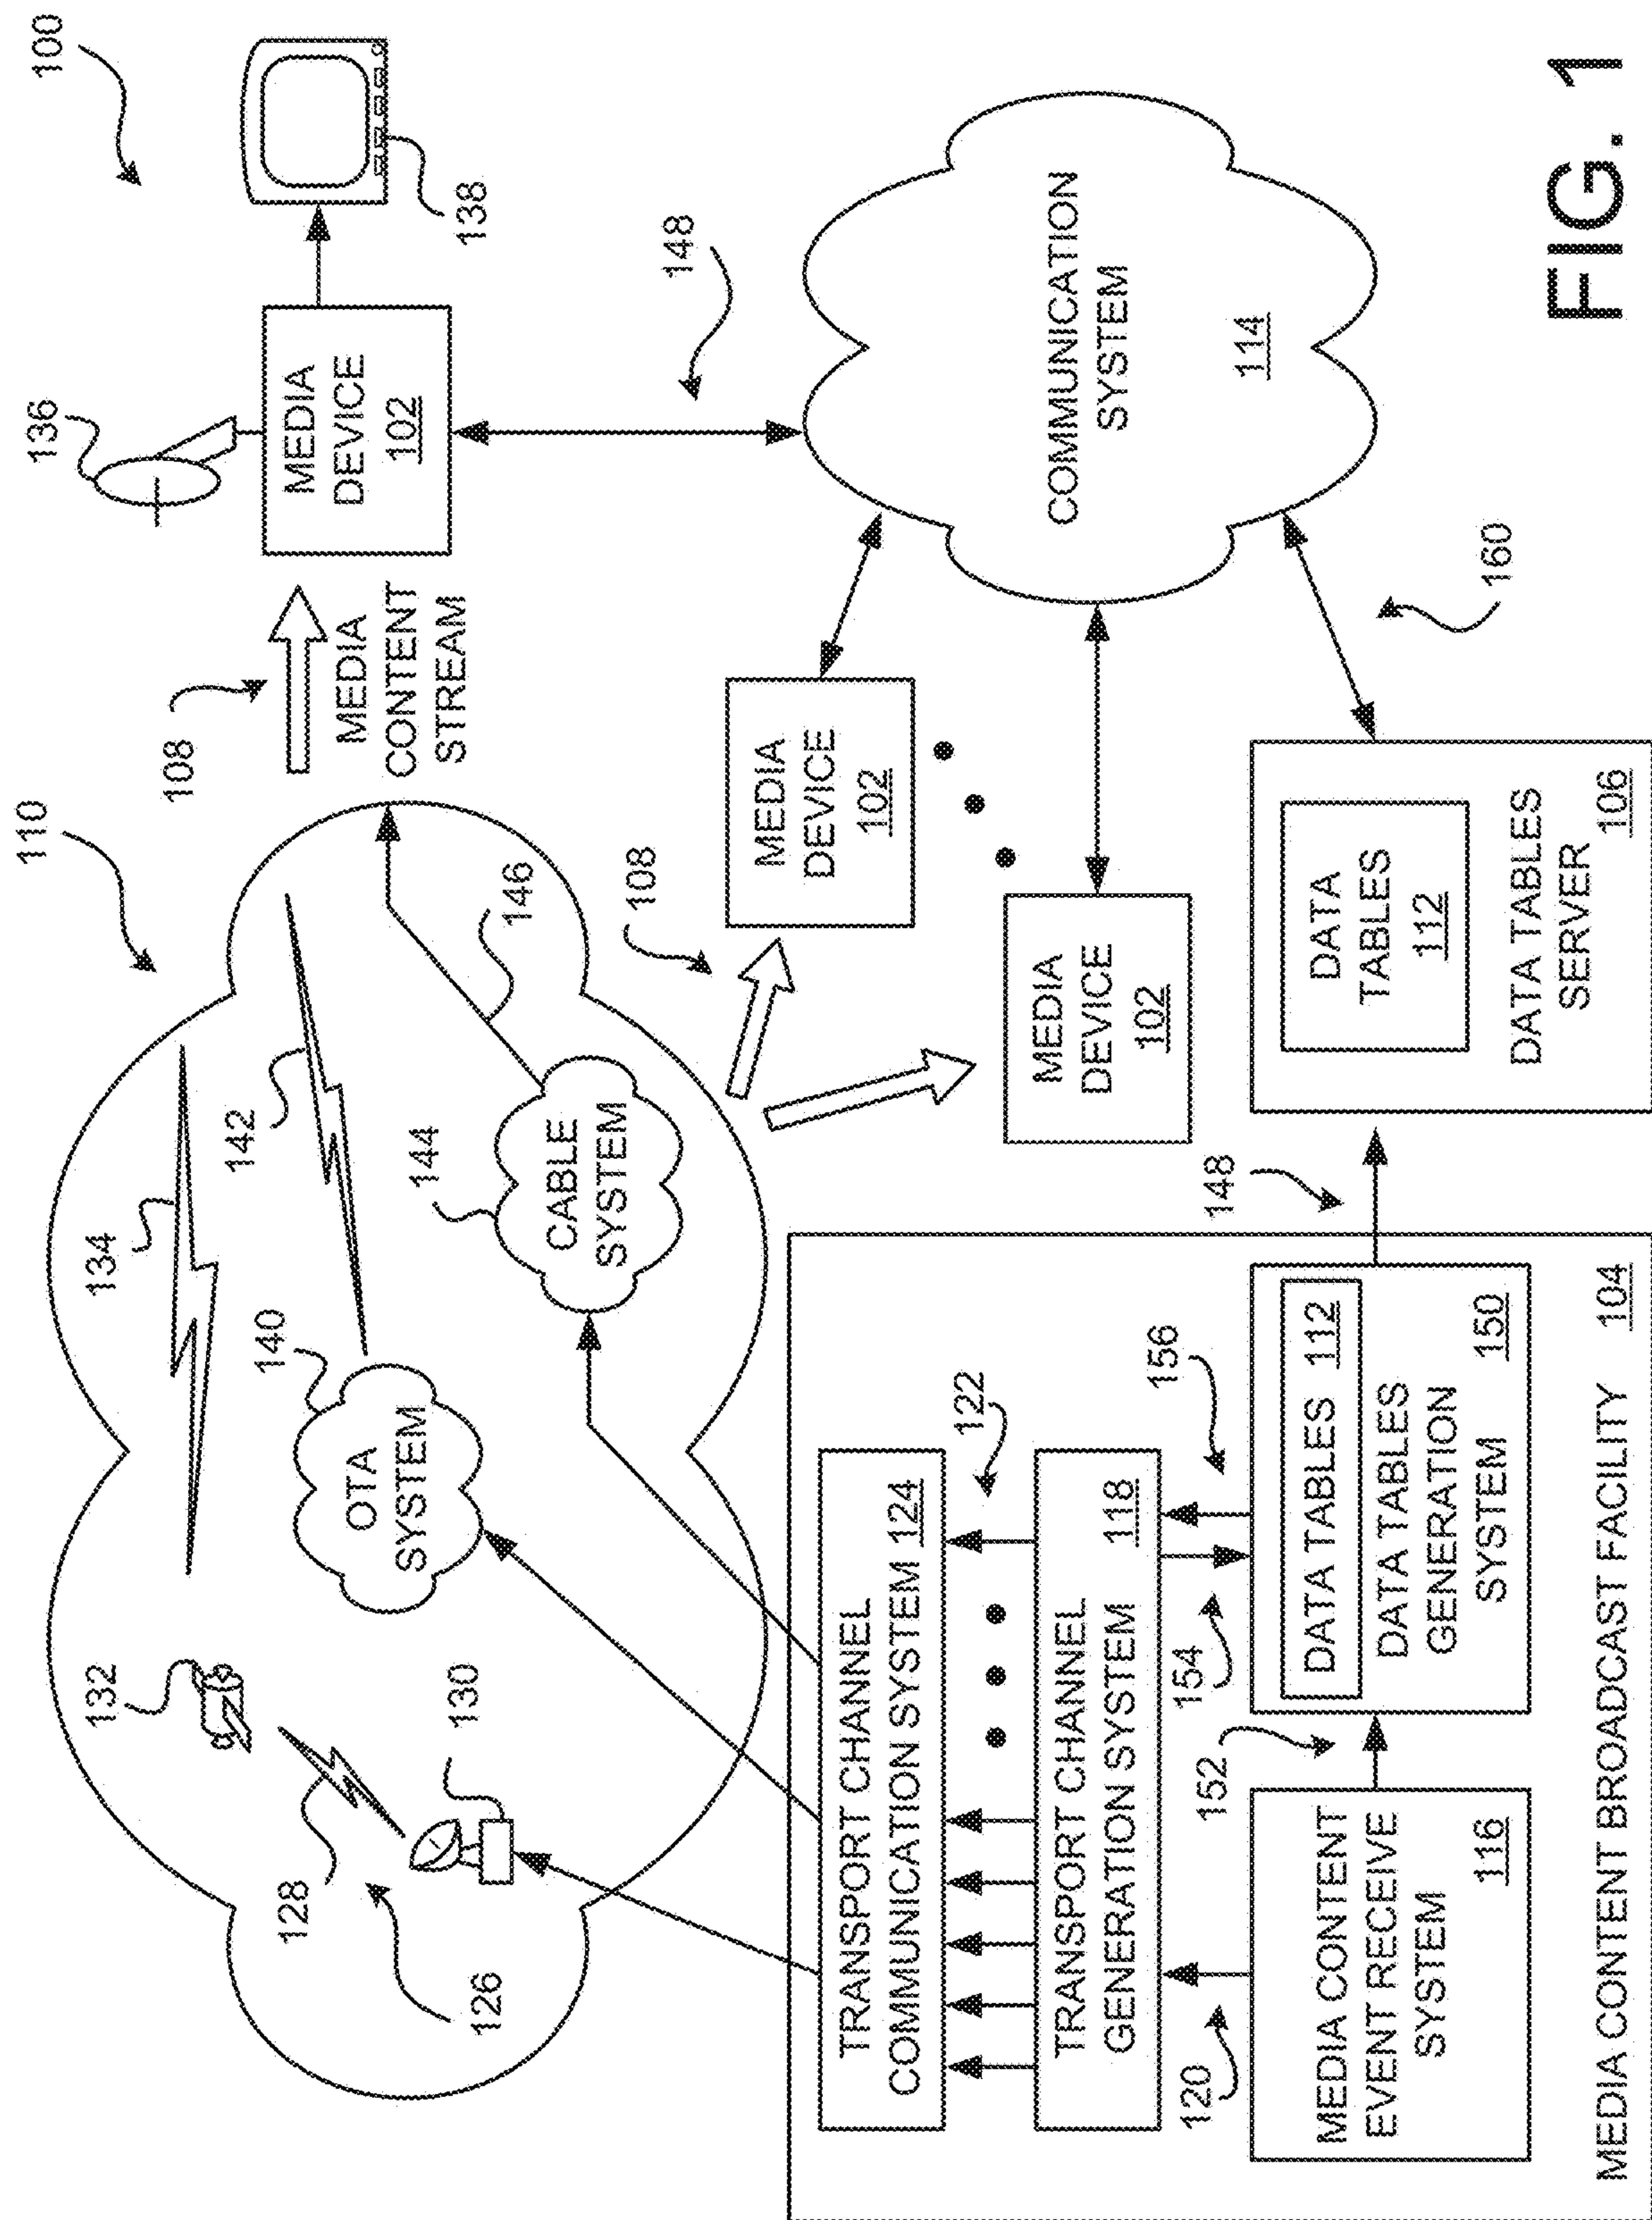 110
108
MEDIA
CONTENT
STREAM
136
MEDIA
DEVICE
102
138
100
134
142
132
140
OTA
SYSTEM
144
CABLE
SYSTEM
146
128
126
130
108
MEDIA
DEVICE
102
148
MEDIA
DEVICE
102
COMMUNICATION
SYSTEM
114
160
TRANSPORT CHANNEL
COMMUNICATION SYSTEM 124
122
TRANSPORT CHANNEL
GENERATION SYSTEM 118
120
152
154
156
148
MEDIA CONTENT
EVENT RECEIVE
SYSTEM
116
DATA TABLES 112
DATA TABLES
GENERATION
SYSTEM
150
DATA
TABLES
112
DATA TABLES
SERVER
106
MEDIA CONTENT BROADCAST FACILITY 104
FIG. 1